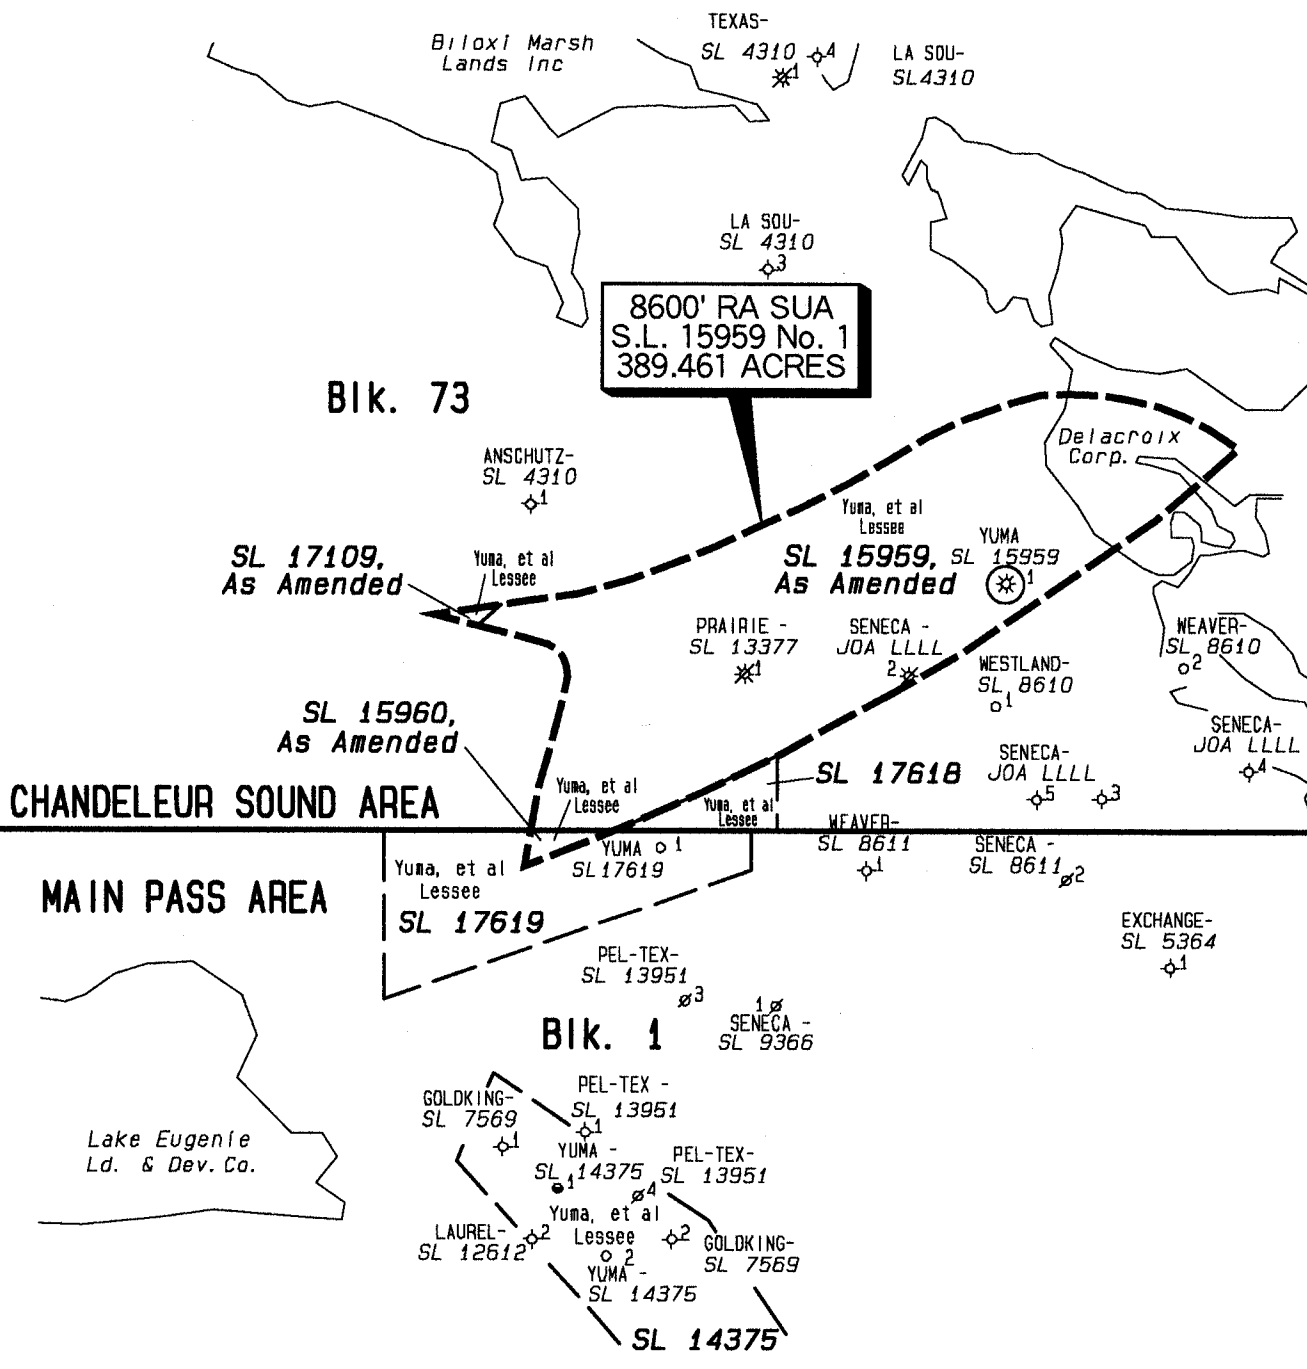 TEXAS-
SL 4310
4
1
LA SOU-
SL4310
Biloxi Marsh
Lands Inc
LA SOU-
SL 4310
3
8600' RA SUA
S.L. 15959 No. 1
389.461 ACRES
Blk. 73
Delacroix
Corp.
ANSCHUTZ-
SL 4310
1
Yuma, et al
Lessee
SL 15959,
As Amended
YUMA
SL 15959
1
SL 17109,
As Amended
Yuma, et al
Lessee
PRAIRIE -
SL 13377
1
SENECA -
JOA LLLL
2
WESTLAND-
SL 8610
1
WEAVER-
SL 8610
2
SL 15960,
As Amended
SENECA-
JOA LLLL
4
SENECA-
JOA LLLL
5
3
SL 17618
Yuma, et al
Lessee
Yuma, et al
Lessee
CHANDELEUR SOUND AREA
MAIN PASS AREA
Yuma, et al
Lessee
SL 17619
YUMA
1
SL17619
WEAVER-
SL 8611
1
SENECA -
SL 8611
2
EXCHANGE-
SL 5364
1
PEL-TEX-
SL 13951
3
1
SENECA -
SL 9366
Blk. 1
Lake Eugenie
Ld. & Dev. Co.
GOLDKING-
SL 7569
1
PEL-TEX -
SL 13951
1
YUMA -
SL 14375
1
PEL-TEX-
SL 13951
4
Yuma, et al
Lessee
LAUREL-
SL 12612
2
2
GOLDKING-
SL 7569
2
YUMA -
SL 14375
SL 14375